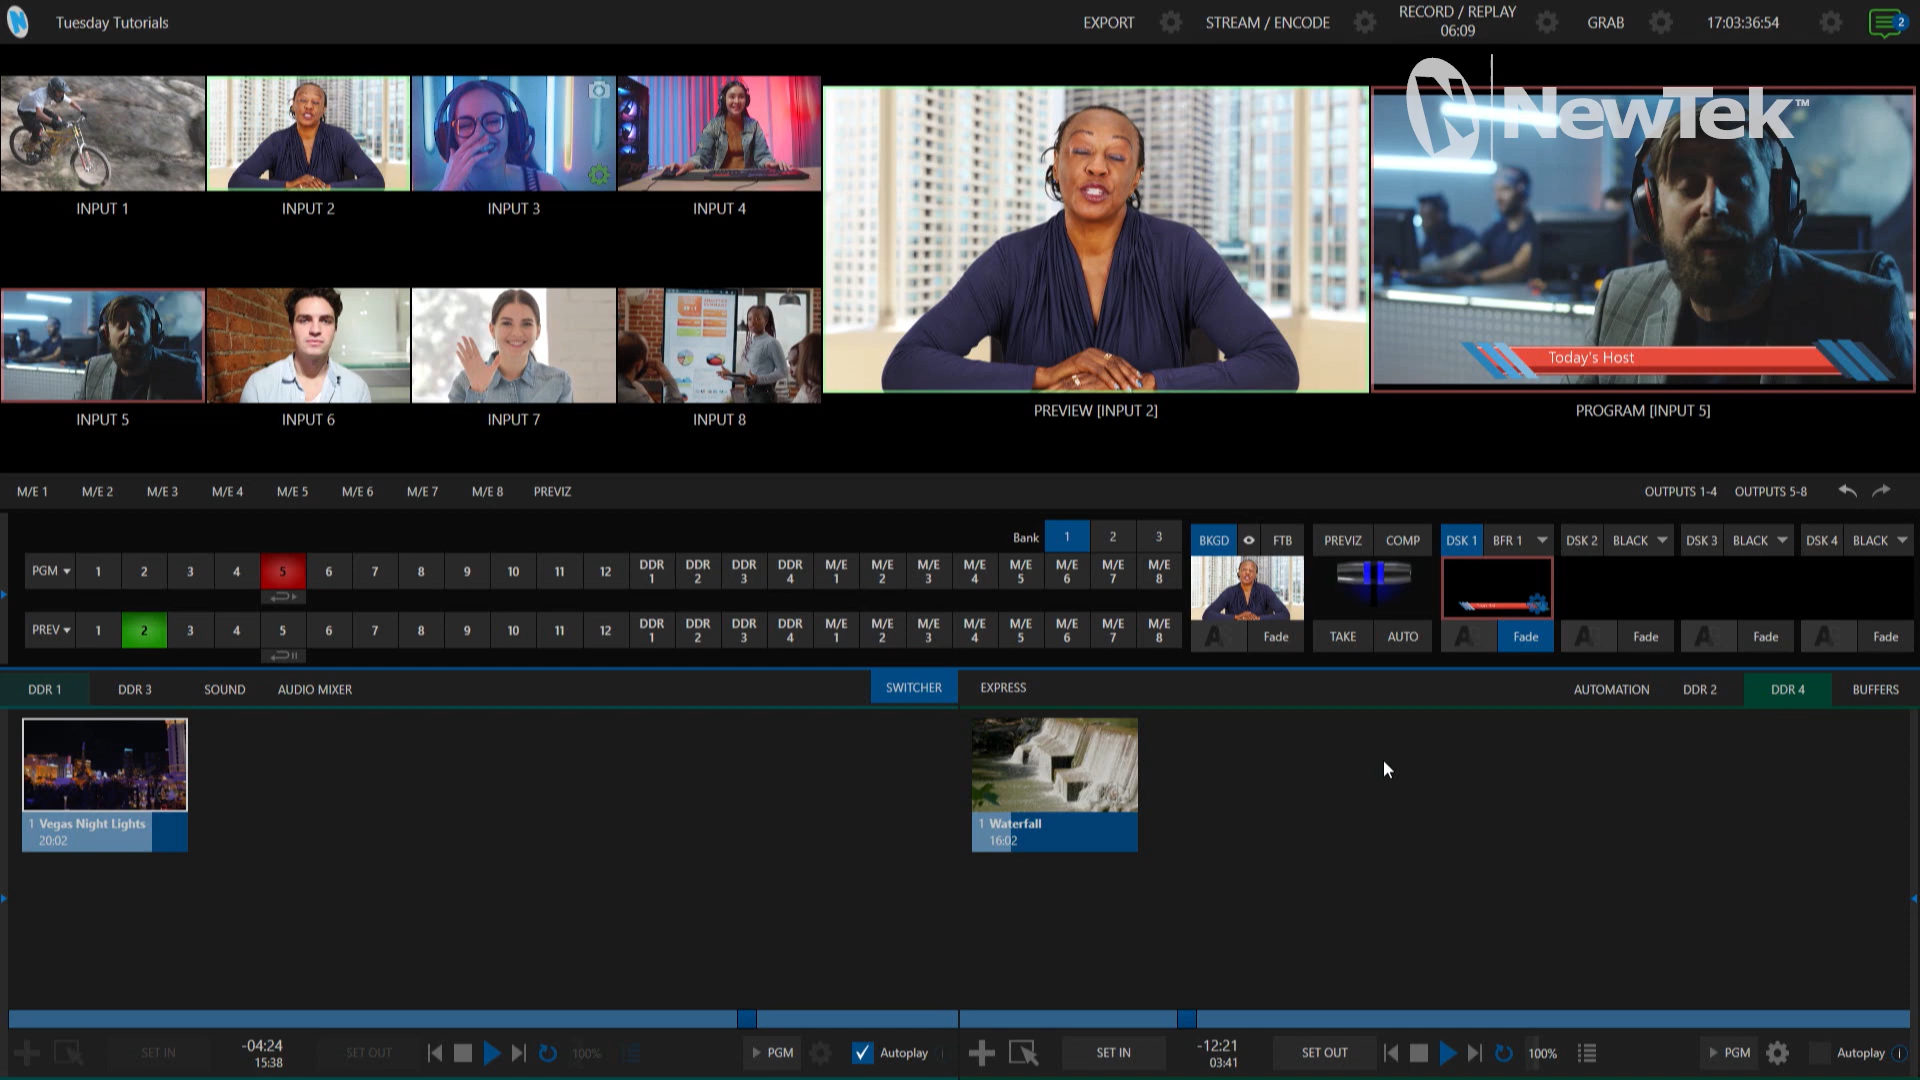 Tuesday Tutorials
EXPORT
STREAM / ENCODE
RECORD / REPLAY
06:09
GRAB
17:03:36:54
2
NewTek™
INPUT 1
INPUT 2
INPUT 3
INPUT 4
INPUT 5
INPUT 6
INPUT 7
INPUT 8
PREVIEW [INPUT 2]
Today's Host
PROGRAM [INPUT 5]
M/E 1 M/E 2 M/E 3 M/E 4 M/E 5 M/E 6 M/E 7 M/E 8 PREVIZ
OUTPUTS 1-4 OUTPUTS 5-8
Bank 1 2 3
PGM 1 2 3 4 5 6 7 8 9 10 11 12 DDR 1 DDR 2 DDR 3 DDR 4 M/E 1 M/E 2 M/E 3 M/E 4 M/E 5 M/E 6 M/E 7 M/E 8
PREV 1 2 3 4 5 6 7 8 9 10 11 12 DDR 1 DDR 2 DDR 3 DDR 4 M/E 1 M/E 2 M/E 3 M/E 4 M/E 5 M/E 6 M/E 7 M/E 8
BKGD FTB
Fade
PREVIZ COMP
TAKE AUTO
DSK 1 BFR 1
Fade
DSK 2 BLACK
Fade
DSK 3 BLACK
Fade
DSK 4 BLACK
Fade
DDR 1 DDR 3 SOUND AUDIO MIXER
SWITCHER EXPRESS
AUTOMATION DDR 2 DDR 4 BUFFERS
1 Vegas Night Lights
20:02
1 Waterfall
16:02
SET IN
-04:24
15:38
SET OUT
100%
PGM
Autoplay
SET IN
-12:21
03:41
SET OUT
100%
PGM
Autoplay